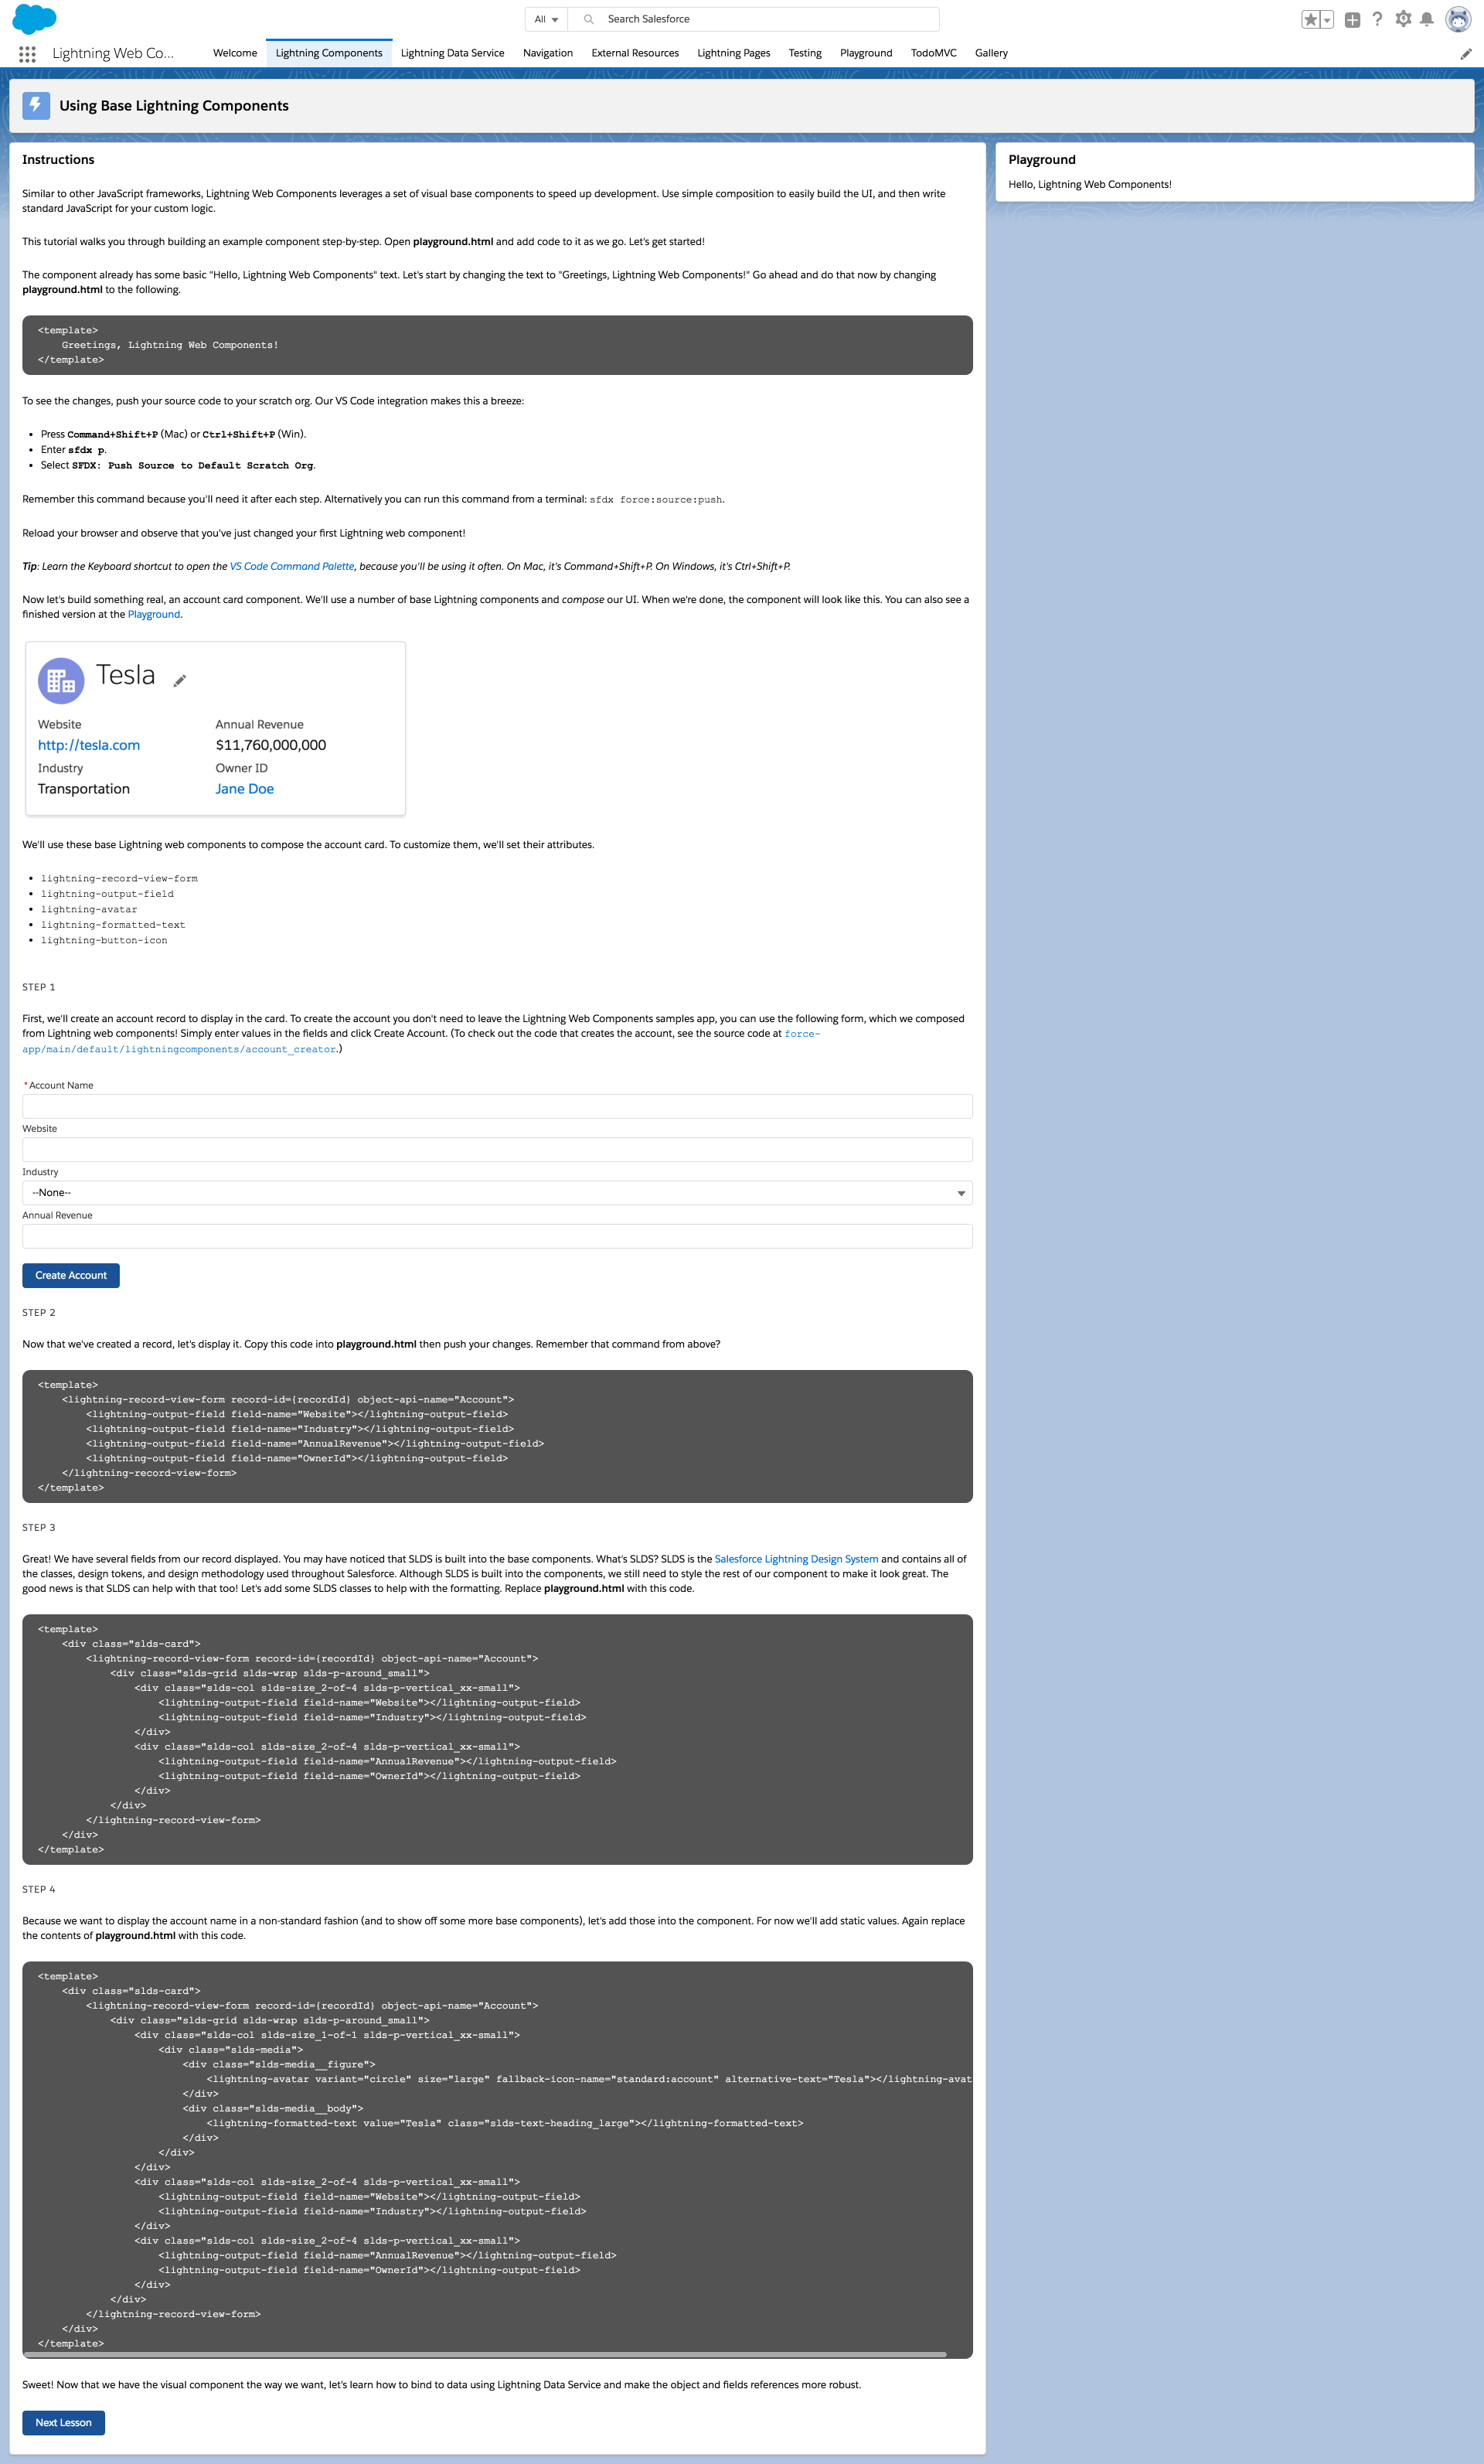 All
Search Salesforce
Lightning Web Co...
Welcome
Lightning Components
Lightning Data Service
Navigation
External Resources
Lightning Pages
Testing
Playground
TodoMVC
Gallery
Using Base Lightning Components
Instructions
Similar to other JavaScript frameworks, Lightning Web Components leverages a set of visual base components to speed up development. Use simple composition to easily build the UI, and then write
standard JavaScript for your custom logic.
This tutorial walks you through building an example component step-by-step. Open playground.html and add code to it as we go. Let's get started!
The component already has some basic "Hello, Lightning Web Components" text. Let's start by changing the text to "Greetings, Lightning Web Components!" Go ahead and do that now by changing
playground.html to the following.
<template>
    Greetings, Lightning Web Components!
</template>
To see the changes, push your source code to your scratch org. Our VS Code integration makes this a breeze:
• Press Command+Shift+P (Mac) or Ctrl+Shift+P (Win).
• Enter sfdx p.
• Select SFDX: Push Source to Default Scratch Org.
Remember this command because you'll need it after each step. Alternatively you can run this command from a terminal: sfdx force:source:push.
Reload your browser and observe that you've just changed your first Lightning web component!
Tip: Learn the Keyboard shortcut to open the VS Code Command Palette, because you'll be using it often. On Mac, it's Command+Shift+P. On Windows, it's Ctrl+Shift+P.
Now let's build something real, an account card component. We'll use a number of base Lightning components and compose our UI. When we're done, the component will look like this. You can also see a
finished version at the Playground.
Tesla
Website
Annual Revenue
http://tesla.com
$11,760,000,000
Industry
Owner ID
Transportation
Jane Doe
We'll use these base Lightning web components to compose the account card. To customize them, we'll set their attributes.
• lightning-record-view-form
• lightning-output-field
• lightning-avatar
• lightning-formatted-text
• lightning-button-icon
STEP 1
First, we'll create an account record to display in the card. To create the account you don't need to leave the Lightning Web Components samples app, you can use the following form, which we composed
from Lightning web components! Simply enter values in the fields and click Create Account. (To check out the code that creates the account, see the source code at force-
app/main/default/lightningcomponents/account_creator.)
*Account Name
Website
Industry
--None--
Annual Revenue
Create Account
STEP 2
Now that we've created a record, let's display it. Copy this code into playground.html then push your changes. Remember that command from above?
<template>
    <lightning-record-view-form record-id={recordId} object-api-name="Account">
        <lightning-output-field field-name="Website"></lightning-output-field>
        <lightning-output-field field-name="Industry"></lightning-output-field>
        <lightning-output-field field-name="AnnualRevenue"></lightning-output-field>
        <lightning-output-field field-name="OwnerId"></lightning-output-field>
    </lightning-record-view-form>
</template>
STEP 3
Great! We have several fields from our record displayed. You may have noticed that SLDS is built into the base components. What's SLDS? SLDS is the Salesforce Lightning Design System and contains all of
the classes, design tokens, and design methodology used throughout Salesforce. Although SLDS is built into the components, we still need to style the rest of our component to make it look great. The
good news is that SLDS can help with that too! Let's add some SLDS classes to help with the formatting. Replace playground.html with this code.
<template>
    <div class="slds-card">
        <lightning-record-view-form record-id={recordId} object-api-name="Account">
            <div class="slds-grid slds-wrap slds-p-around_small">
                <div class="slds-col slds-size_2-of-4 slds-p-vertical_xx-small">
                    <lightning-output-field field-name="Website"></lightning-output-field>
                    <lightning-output-field field-name="Industry"></lightning-output-field>
                </div>
                <div class="slds-col slds-size_2-of-4 slds-p-vertical_xx-small">
                    <lightning-output-field field-name="AnnualRevenue"></lightning-output-field>
                    <lightning-output-field field-name="OwnerId"></lightning-output-field>
                </div>
            </div>
        </lightning-record-view-form>
    </div>
</template>
STEP 4
Because we want to display the account name in a non-standard fashion (and to show off some more base components), let's add those into the component. For now we'll add static values. Again replace
the contents of playground.html with this code.
<template>
    <div class="slds-card">
        <lightning-record-view-form record-id={recordId} object-api-name="Account">
            <div class="slds-grid slds-wrap slds-p-around_small">
                <div class="slds-col slds-size_1-of-1 slds-p-vertical_xx-small">
                    <div class="slds-media">
                        <div class="slds-media__figure">
                            <lightning-avatar variant="circle" size="large" fallback-icon-name="standard:account" alternative-text="Tesla"></lightning-avat
                        </div>
                        <div class="slds-media__body">
                            <lightning-formatted-text value="Tesla" class="slds-text-heading_large"></lightning-formatted-text>
                        </div>
                    </div>
                </div>
                <div class="slds-col slds-size_2-of-4 slds-p-vertical_xx-small">
                    <lightning-output-field field-name="Website"></lightning-output-field>
                    <lightning-output-field field-name="Industry"></lightning-output-field>
                </div>
                <div class="slds-col slds-size_2-of-4 slds-p-vertical_xx-small">
                    <lightning-output-field field-name="AnnualRevenue"></lightning-output-field>
                    <lightning-output-field field-name="OwnerId"></lightning-output-field>
                </div>
            </div>
        </lightning-record-view-form>
    </div>
</template>
Sweet! Now that we have the visual component the way we want, let's learn how to bind to data using Lightning Data Service and make the object and fields references more robust.
Next Lesson
Playground
Hello, Lightning Web Components!